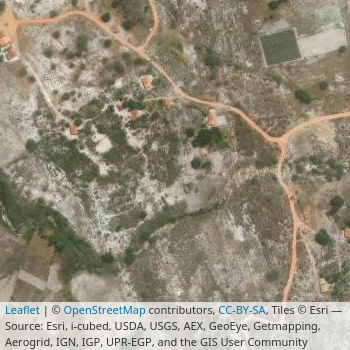 Leaflet | © OpenStreetMap contributors, CC-BY-SA, Tiles © Esri —
Source: Esri, i-cubed, USDA, USGS, AEX, GeoEye, Getmapping,
Aerogrid, IGN, IGP, UPR-EGP, and the GIS User Community